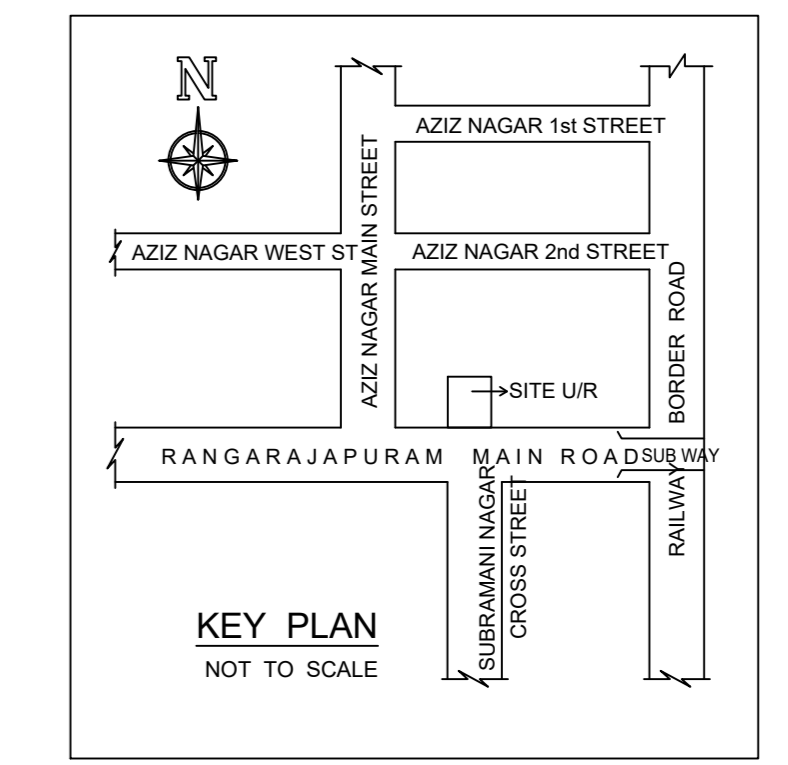 N
AZIZ NAGAR 1st STREET
AZIZ NAGAR MAIN STREET
AZIZ NAGAR WEST ST
AZIZ NAGAR 2nd STREET
SITE U/R
RANGARAJAPURAM MAIN ROAD
SUB WAY
RAILWAY BORDER ROAD
SUBRAMANI NAGAR
CROSS STREET
KEY PLAN
NOT TO SCALE